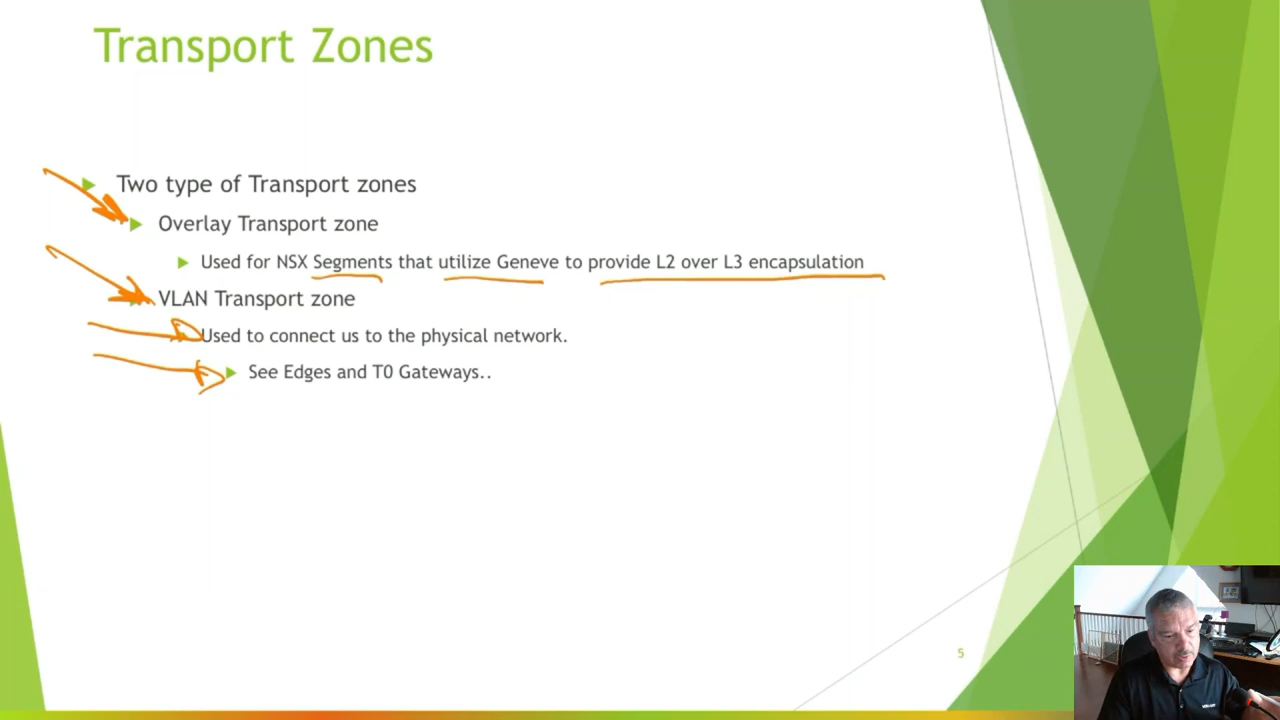 Transport Zones
Two type of Transport zones
Overlay Transport zone
Used for NSX Segments that utilize Geneve to provide L2 over L3 encapsulation
VLAN Transport zone
Used to connect us to the physical network.
See Edges and T0 Gateways..
5